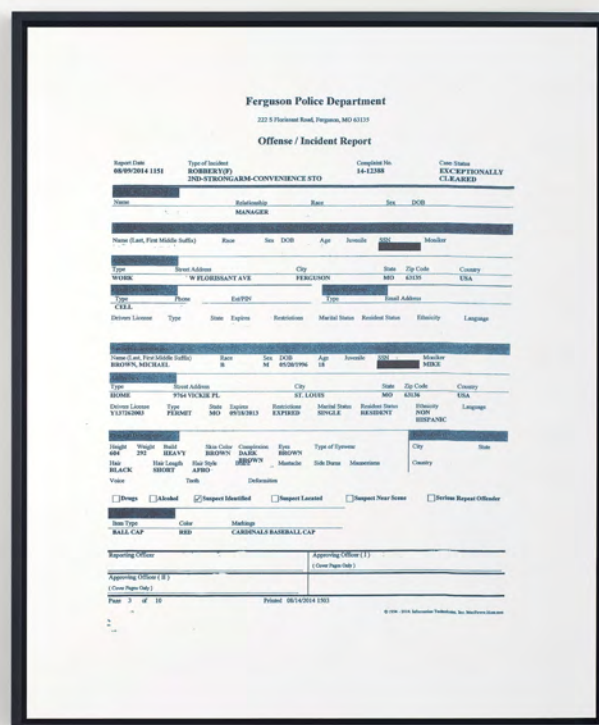 Ferguson Police Department
222 S Florissant Road, Ferguson, MO 63135
Offense / Incident Report
Report Date Type of Incident Complaint No. Case Status
08/09/2014 1151 ROBBERY(F) 14-12388 EXCEPTIONALLY
2ND-STRONGARM-CONVENIENCE STO CLEARED
Name Relationship Race Sex DOB
MANAGER
Name (Last, First Middle Suffix) Race Sex DOB Age Juvenile SSN Moniker
Type Street Address City State Zip Code Country
WORK W FLORISSANT AVE FERGUSON MO 63135 USA
Type Phone Ext/PIN Type Email Address
CELL
Drivers License Type State Expires Restrictions Marital Status Resident Status Ethnicity Language
Name (Last, First Middle Suffix) Race Sex DOB Age Juvenile SSN Moniker
BROWN, MICHAEL B M 05/20/1996 18 MIKE
Type Street Address City State Zip Code Country
HOME 9764 VICKIE PL ST. LOUIS MO 63136 USA
Drivers License Type State Expires Restrictions Marital Status Resident Status Ethnicity Language
PERMIT MO EXPIRED SINGLE RESIDENT NON
HISPANIC
Height Weight Build Skin Color Complexion Eyes Type of Eyewear City State
604 292 HEAVY BROWN DARK BROWN
BROWN
Hair Hair Length Hair Style Mustache Side Burns Mannerisms Country
BLACK SHORT AFRO
Voice Teeth Deformities
Drugs Alcohol Suspect Identified Suspect Located Suspect Near Scene Serious Repeat Offender
Item Type Color Markings
BALL CAP RED CARDINALS BASEBALL CAP
Reporting Officer Approving Officer ( I )
( Cover Pages Only )
Approving Officer ( II )
( Cover Pages Only )
Page 3 of 10 Printed 08/14/2014 1503